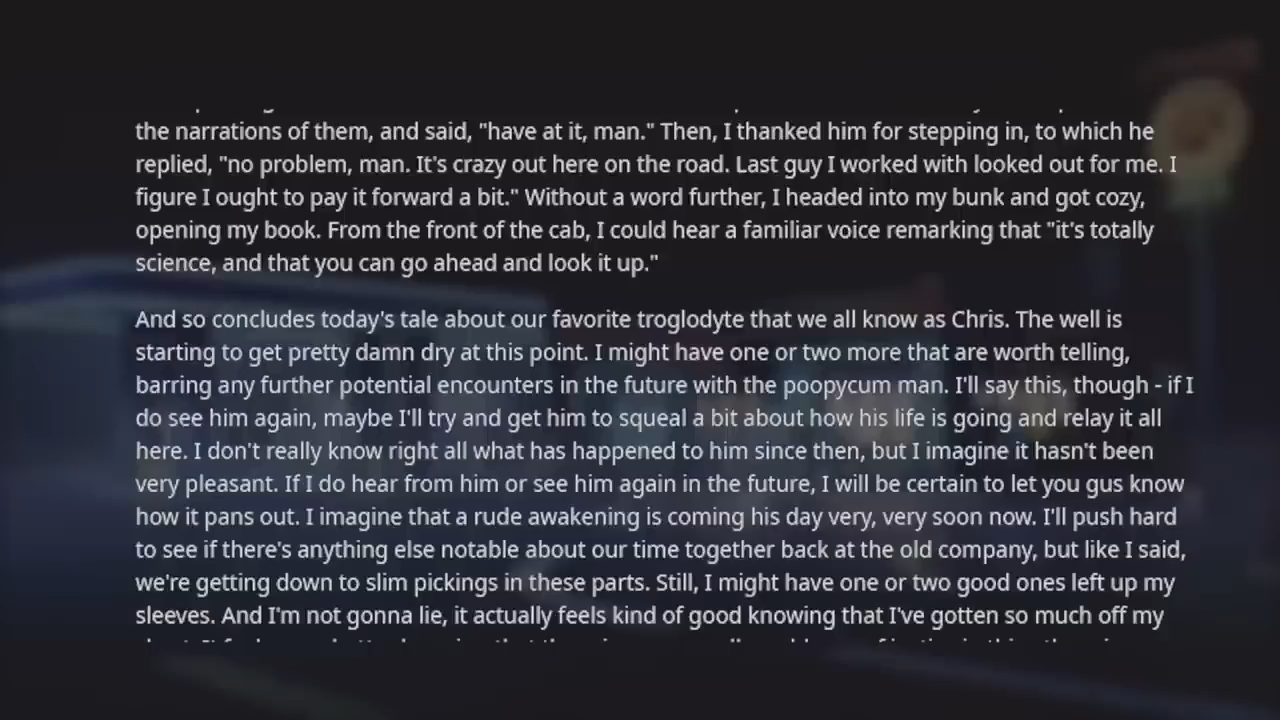 the narrations of them, and said, "have at it, man." Then, I thanked him for stepping in, to which he
replied, "no problem, man. It's crazy out here on the road. Last guy I worked with looked out for me. I
figure I ought to pay it forward a bit." Without a word further, I headed into my bunk and got cozy,
opening my book. From the front of the cab, I could hear a familiar voice remarking that "it's totally
science, and that you can go ahead and look it up."
And so concludes today's tale about our favorite troglodyte that we all know as Chris. The well is
starting to get pretty damn dry at this point. I might have one or two more that are worth telling,
barring any further potential encounters in the future with the poopycum man. I'll say this, though - if I
do see him again, maybe I'll try and get him to squeal a bit about how his life is going and relay it all
here. I don't really know right all what has happened to him since then, but I imagine it hasn't been
very pleasant. If I do hear from him or see him again in the future, I will be certain to let you gus know
how it pans out. I imagine that a rude awakening is coming his day very, very soon now. I'll push hard
to see if there's anything else notable about our time together back at the old company, but like I said,
we're getting down to slim pickings in these parts. Still, I might have one or two good ones left up my
sleeves. And I'm not gonna lie, it actually feels kind of good knowing that I've gotten so much off my